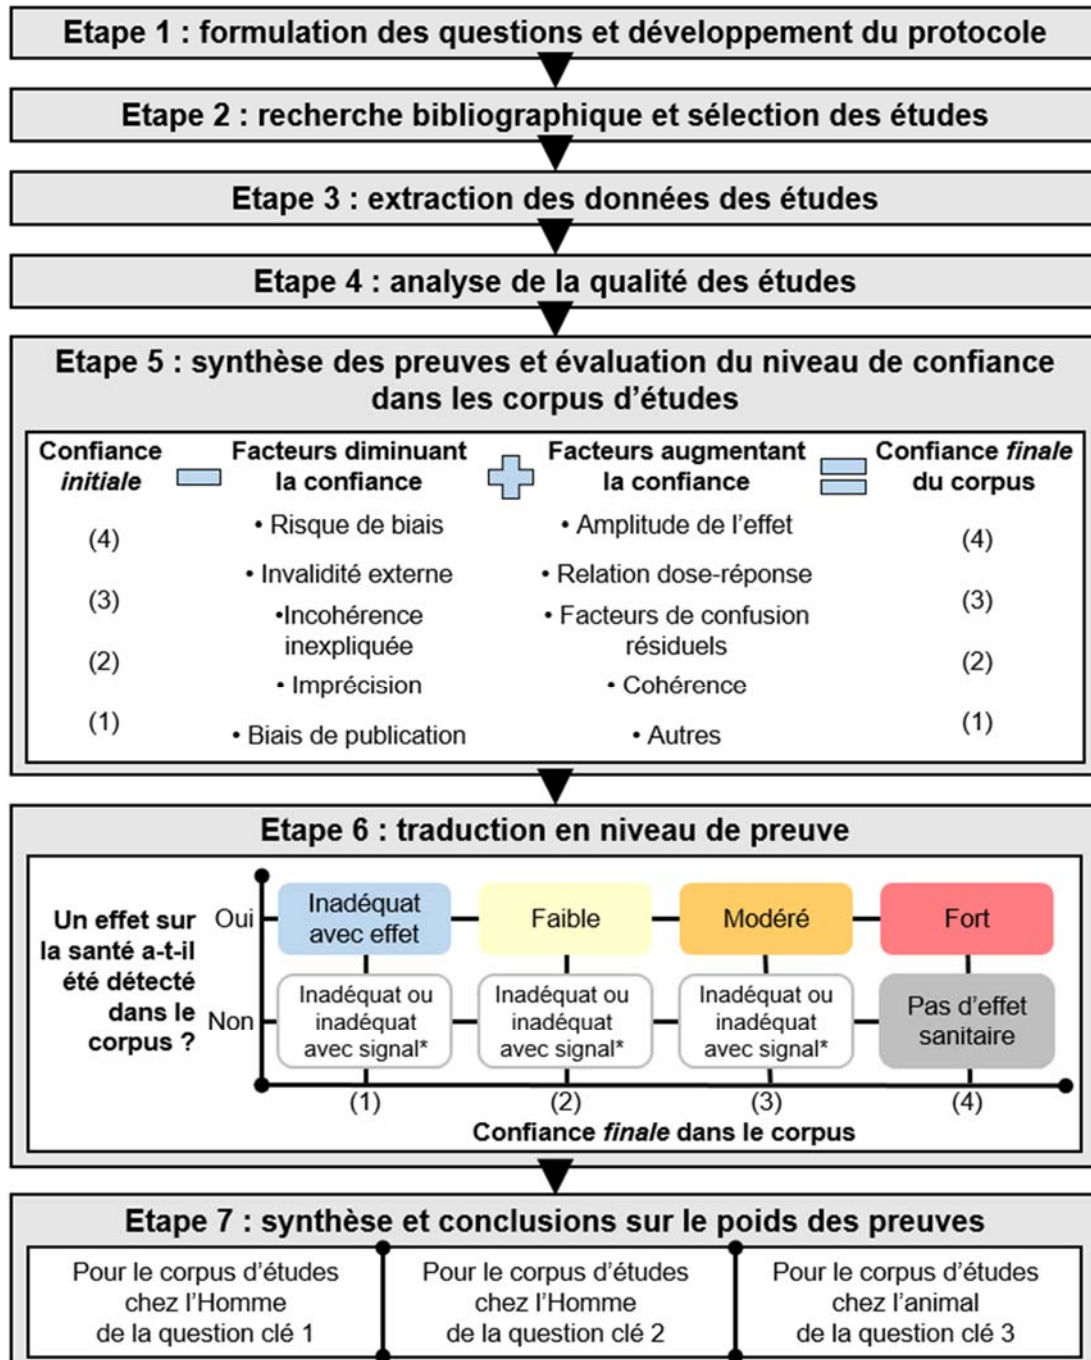 Etape 1 : formulation des questions et développement du protocole
Etape 2 : recherche bibliographique et sélection des études
Etape 3 : extraction des données des études
Etape 4 : analyse de la qualité des études
Etape 5 : synthèse des preuves et évaluation du niveau de confiance
dans les corpus d'études
Confiance
initiale
(4)
(3)
(2)
(1)
Facteurs diminuant
la confiance
• Risque de biais
• Invalidité externe
•Incohérence
inexpliquée
• Imprécision
• Biais de publication
Facteurs augmentant
la confiance
• Amplitude de l'effet
• Relation dose-réponse
• Facteurs de confusion
résiduels
• Cohérence
• Autres
Confiance finale
du corpus
(4)
(3)
(2)
(1)
Etape 6 : traduction en niveau de preuve
Un effet sur
la santé a-t-il
été détecté
dans le
corpus ?
Oui
Inadéquat
avec effet
Faible
Modéré
Fort
Non
Inadéquat ou
inadéquat
avec signal*
Inadéquat ou
inadéquat
avec signal*
Inadéquat ou
inadéquat
avec signal*
Pas d'effet
sanitaire
(1)
(2)
(3)
(4)
Confiance finale dans le corpus
Etape 7 : synthèse et conclusions sur le poids des preuves
Pour le corpus d'études
chez l'Homme
de la question clé 1
Pour le corpus d'études
chez l'Homme
de la question clé 2
Pour le corpus d'études
chez l'animal
de la question clé 3